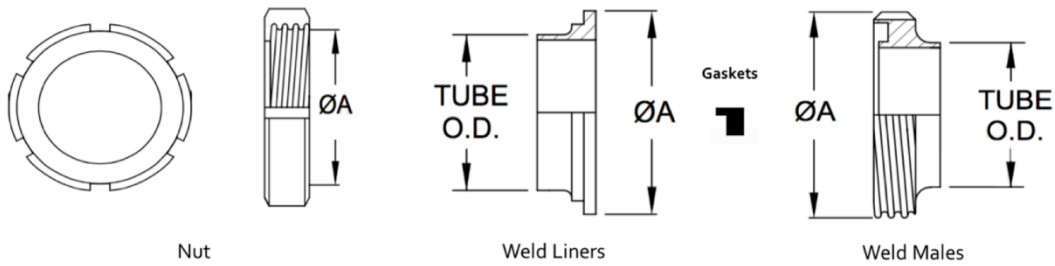 ØA
TUBE
O.D.
ØA
Gaskets
ØA
TUBE
O.D.
Nut
Weld Liners
Weld Males